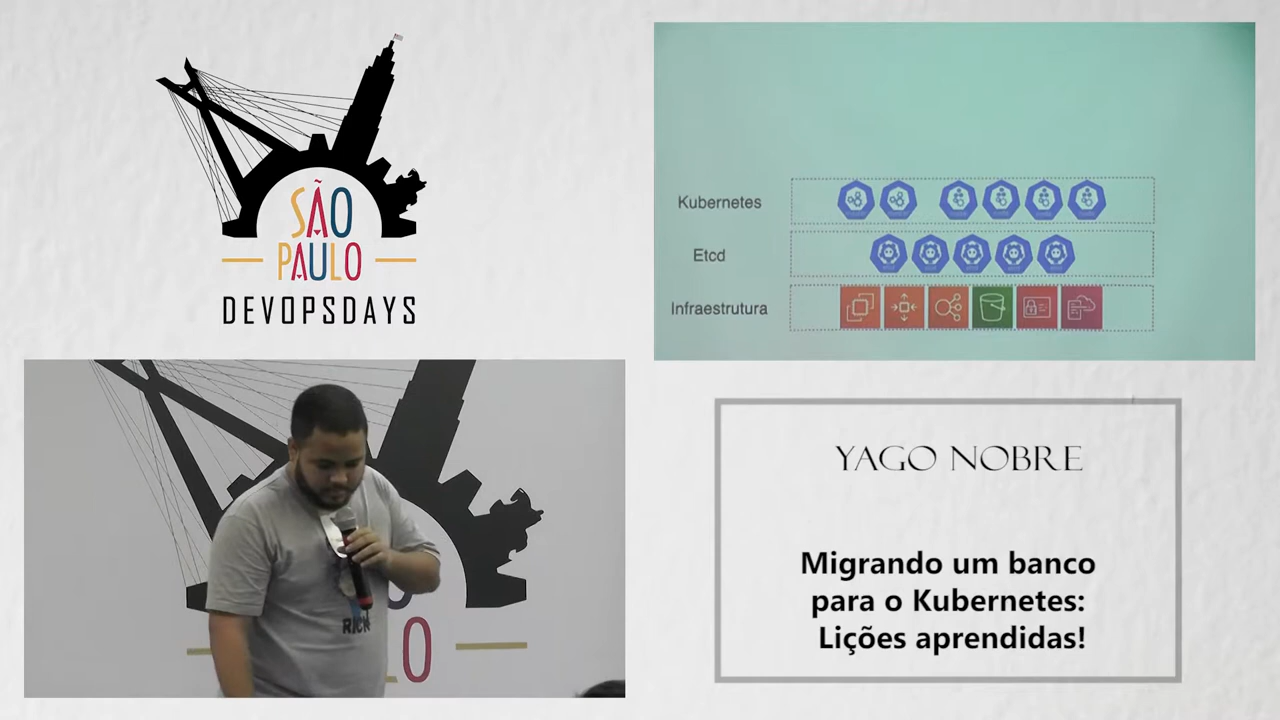 SÃO
PAULO
DEVOPSDAYS
Kubernetes
Etcd
Infraestrutura
YAGO NOBRE
Migrando um banco
para o Kubernetes:
Lições aprendidas!